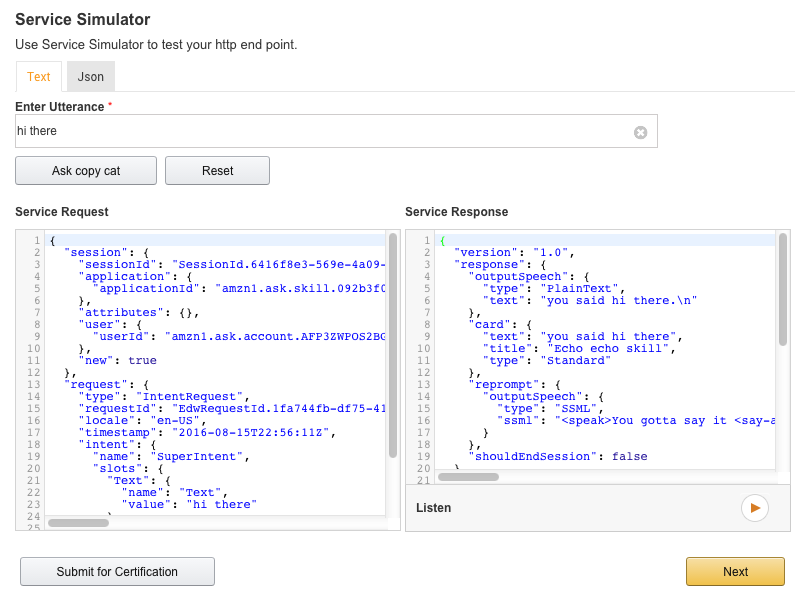 Service Simulator
Use Service Simulator to test your http end point.
Text
Json
Enter Utterance *
hi there
Ask copy cat
Reset
Service Request
1 {
2 "session": {
3 "sessionId": "SessionId.6416f8e3-569e-4a09-
4 "application": {
5 "applicationId": "amzn1.ask.skill.092b3f0
6 },
7 "attributes": {},
8 "user": {
9 "userId": "amzn1.ask.account.AFP3ZWPOS2BG
10 },
11 "new": true
12 },
13 "request": {
14 "type": "IntentRequest",
15 "requestId": "EdwRequestId.1fa744fb-df75-41
16 "locale": "en-US",
17 "timestamp": "2016-08-15T22:56:11Z",
18 "intent": {
19 "name": "SuperIntent",
20 "slots": {
21 "Text": {
22 "name": "Text",
23 "value": "hi there"
24 }
25
Service Response
1 {
2 "version": "1.0",
3 "response": {
4 "outputSpeech": {
5 "type": "PlainText",
6 "text": "you said hi there.\n"
7 },
8 "card": {
9 "text": "you said hi there",
10 "title": "Echo echo skill",
11 "type": "Standard"
12 },
13 "reprompt": {
14 "outputSpeech": {
15 "type": "SSML",
16 "ssml": "<speak>You gotta say it <say-a
17 }
18 },
19 "shouldEndSession": false
20 }
21
Listen
Submit for Certification
Next